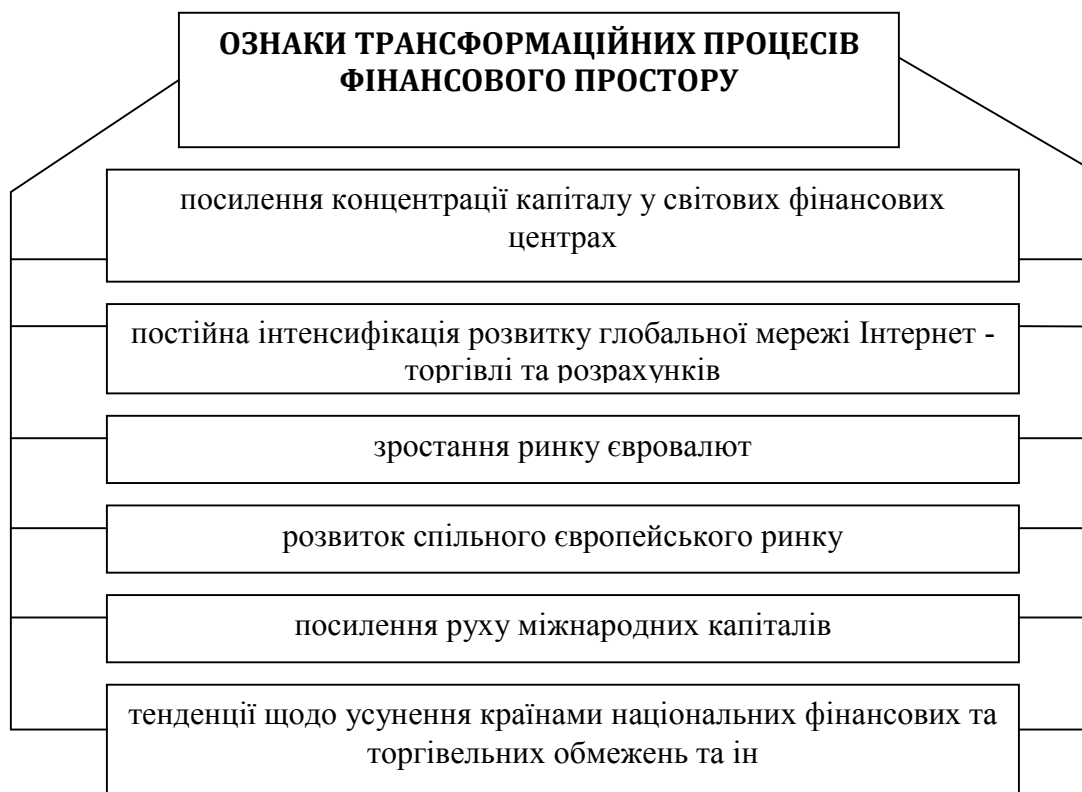 ОЗНАКИ ТРАНСФОРМАЦІЙНИХ ПРОЦЕСІВ
ФІНАНСОВОГО ПРОСТОРУ
посилення концентрації капіталу у світових фінансових
центрах
постійна інтенсифікація розвитку глобальної мережі Інтернет -
торгівлі та розрахунків
зростання ринку євровалют
розвиток спільного європейського ринку
посилення руху міжнародних капіталів
тенденції щодо усунення країнами національних фінансових та
торгівельних обмежень та ін